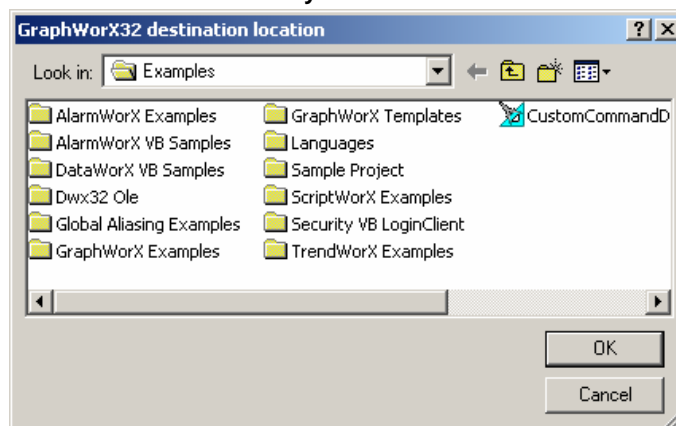 GraphWorX32 destination location
Look in: Examples
AlarmWorX Examples
AlarmWorX VB Samples
DataWorX VB Samples
Dwx32 Ole
Global Aliasing Examples
GraphWorX Examples
GraphWorX Templates
Languages
Sample Project
ScriptWorX Examples
Security VB LoginClient
TrendWorX Examples
CustomCommandD
OK
Cancel